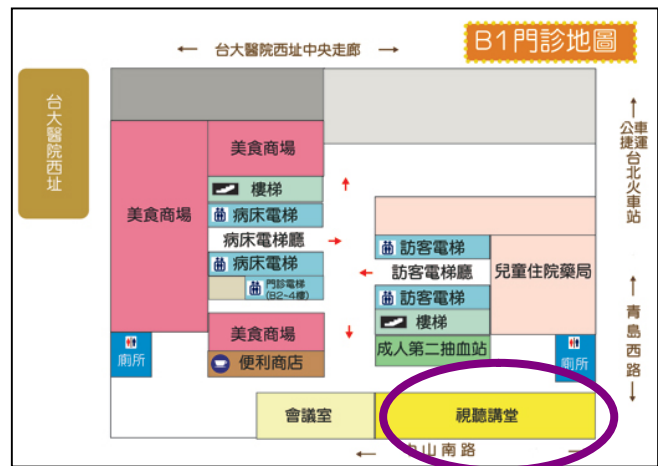 B1門診地圖
← 台大醫院西址中央走廊 →
台大醫院西址
美食商場
樓梯
病床電梯
病床電梯廳
病床電梯
門診電梯
(B2~4樓)
美食商場
美食商場
便利商店
廁所
訪客電梯
訪客電梯廳
訪客電梯
樓梯
成人第二抽血站
兒童住院藥局
廁所
會議室
視聽講堂
← 中山南路 →
← 公車
捷運
台北火車站 →
← 青島西路 →